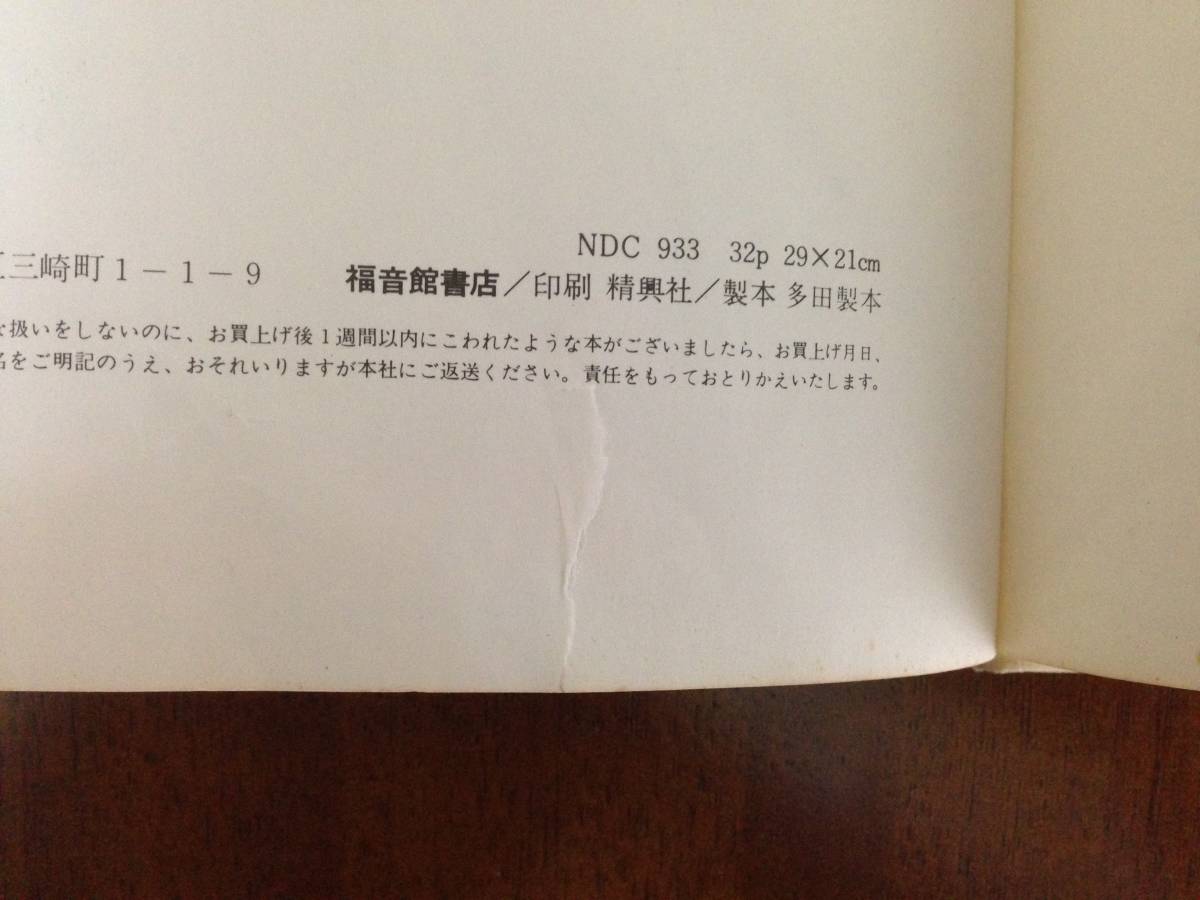 NDC 933 32p 29×21cm
三崎町1-1-9 福音館書店/印刷 精興社/製本 多田製本
な扱いをしないのに、お買上げ後1週間以内にこわれたような本がございましたら、お買上げ月日、
名をご明記のうえ、おそれいりますが本社にご返送ください。責任をもっておとりかえいたします。